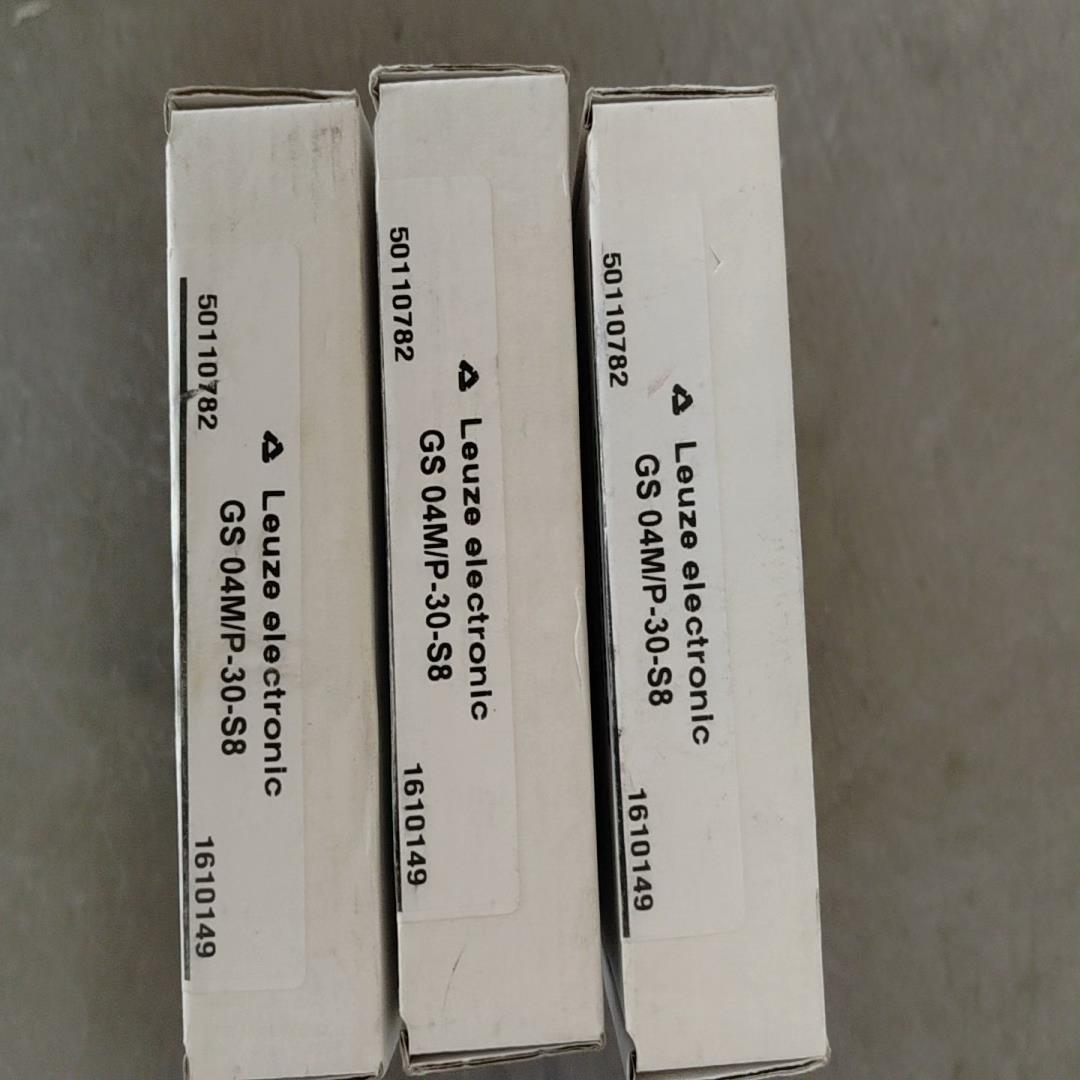 Leuze electronic
GS 04M/P-30-S8
50110782
1610149
Leuze electronic
GS 04M/P-30-S8
50110782
1610149
Leuze electronic
GS 04M/P-30-S8
50110782
1610149